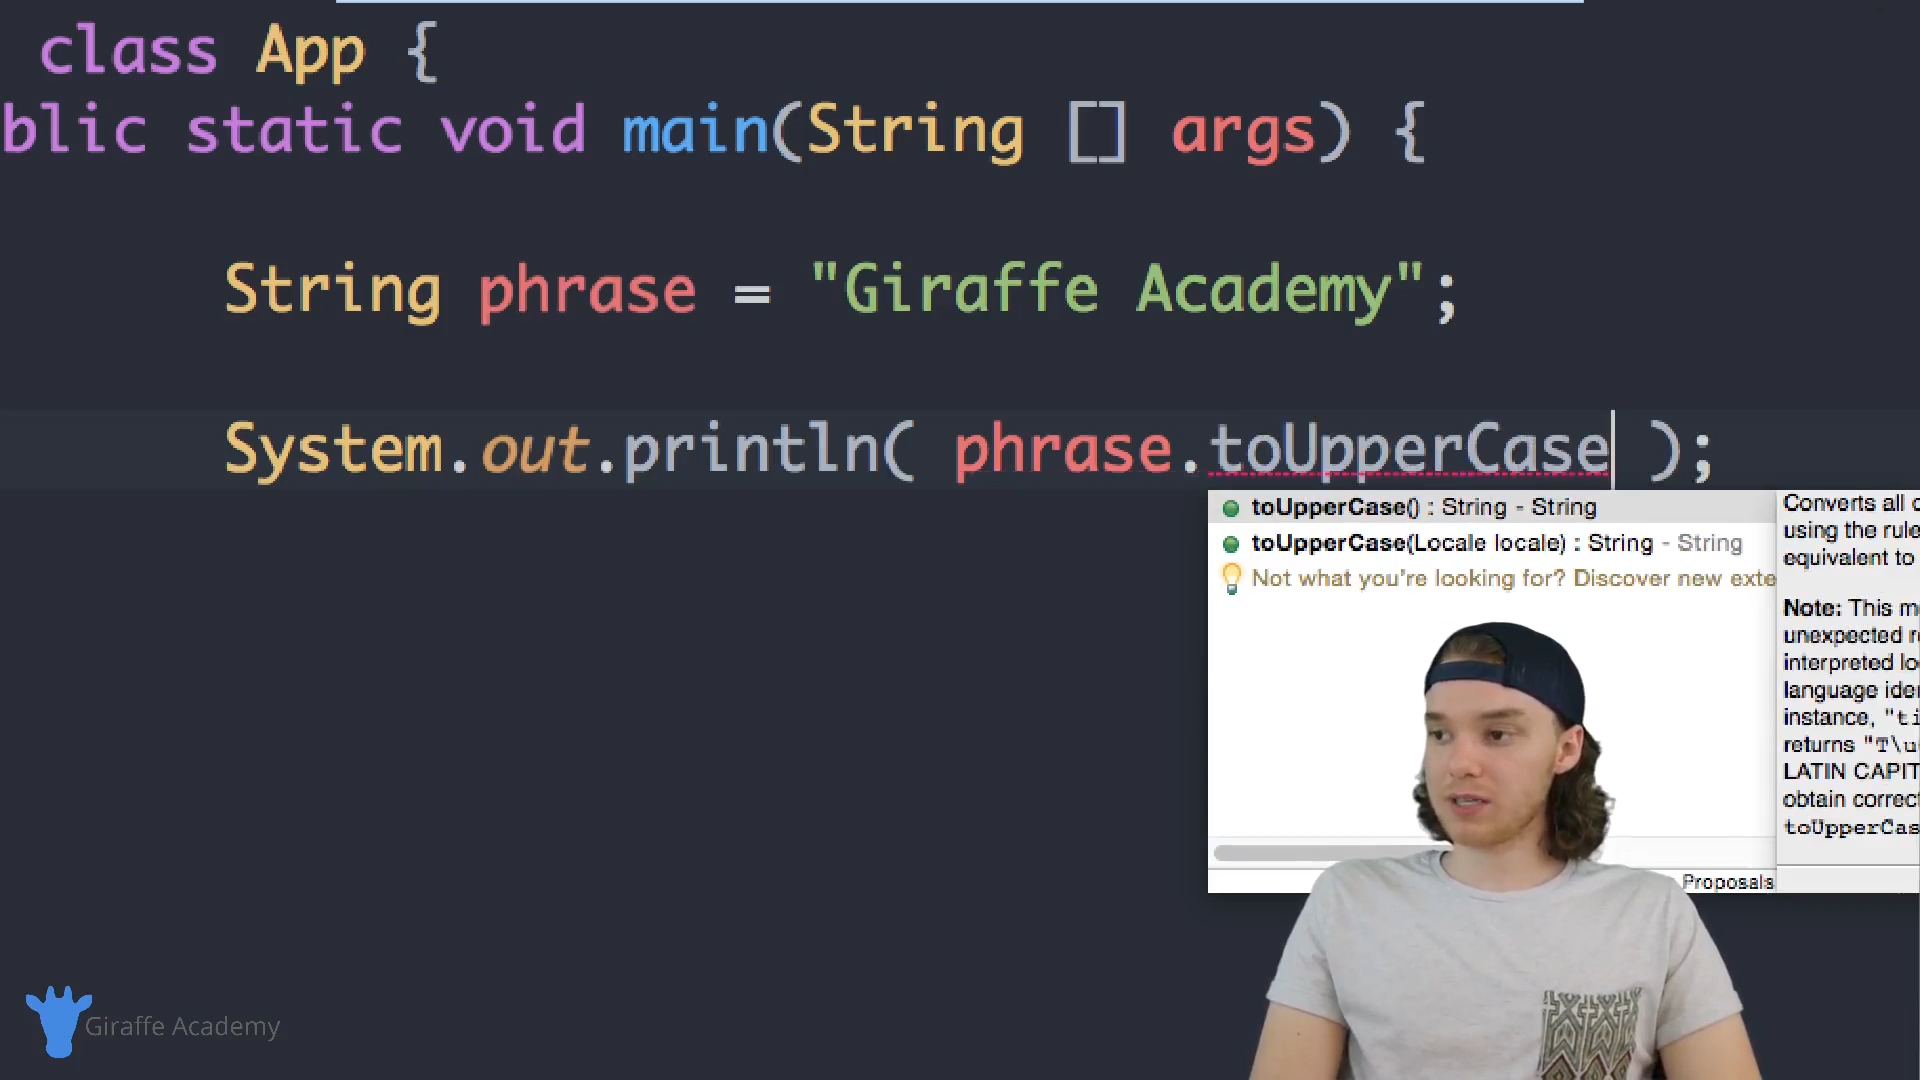 class App {
blic static void main(String [] args) {
String phrase = "Giraffe Academy";
System.out.println( phrase.toUpperCase );
toUpperCase() : String - String
toUpperCase(Locale locale) : String - String
Not what you're looking for? Discover new exte
Converts all c
using the rule
equivalent to
Note: This m
unexpected r
interpreted lo
language ide
instance, "ti
returns "T\u
LATIN CAPIT
obtain correct
toUpperCas
Proposals
Giraffe Academy